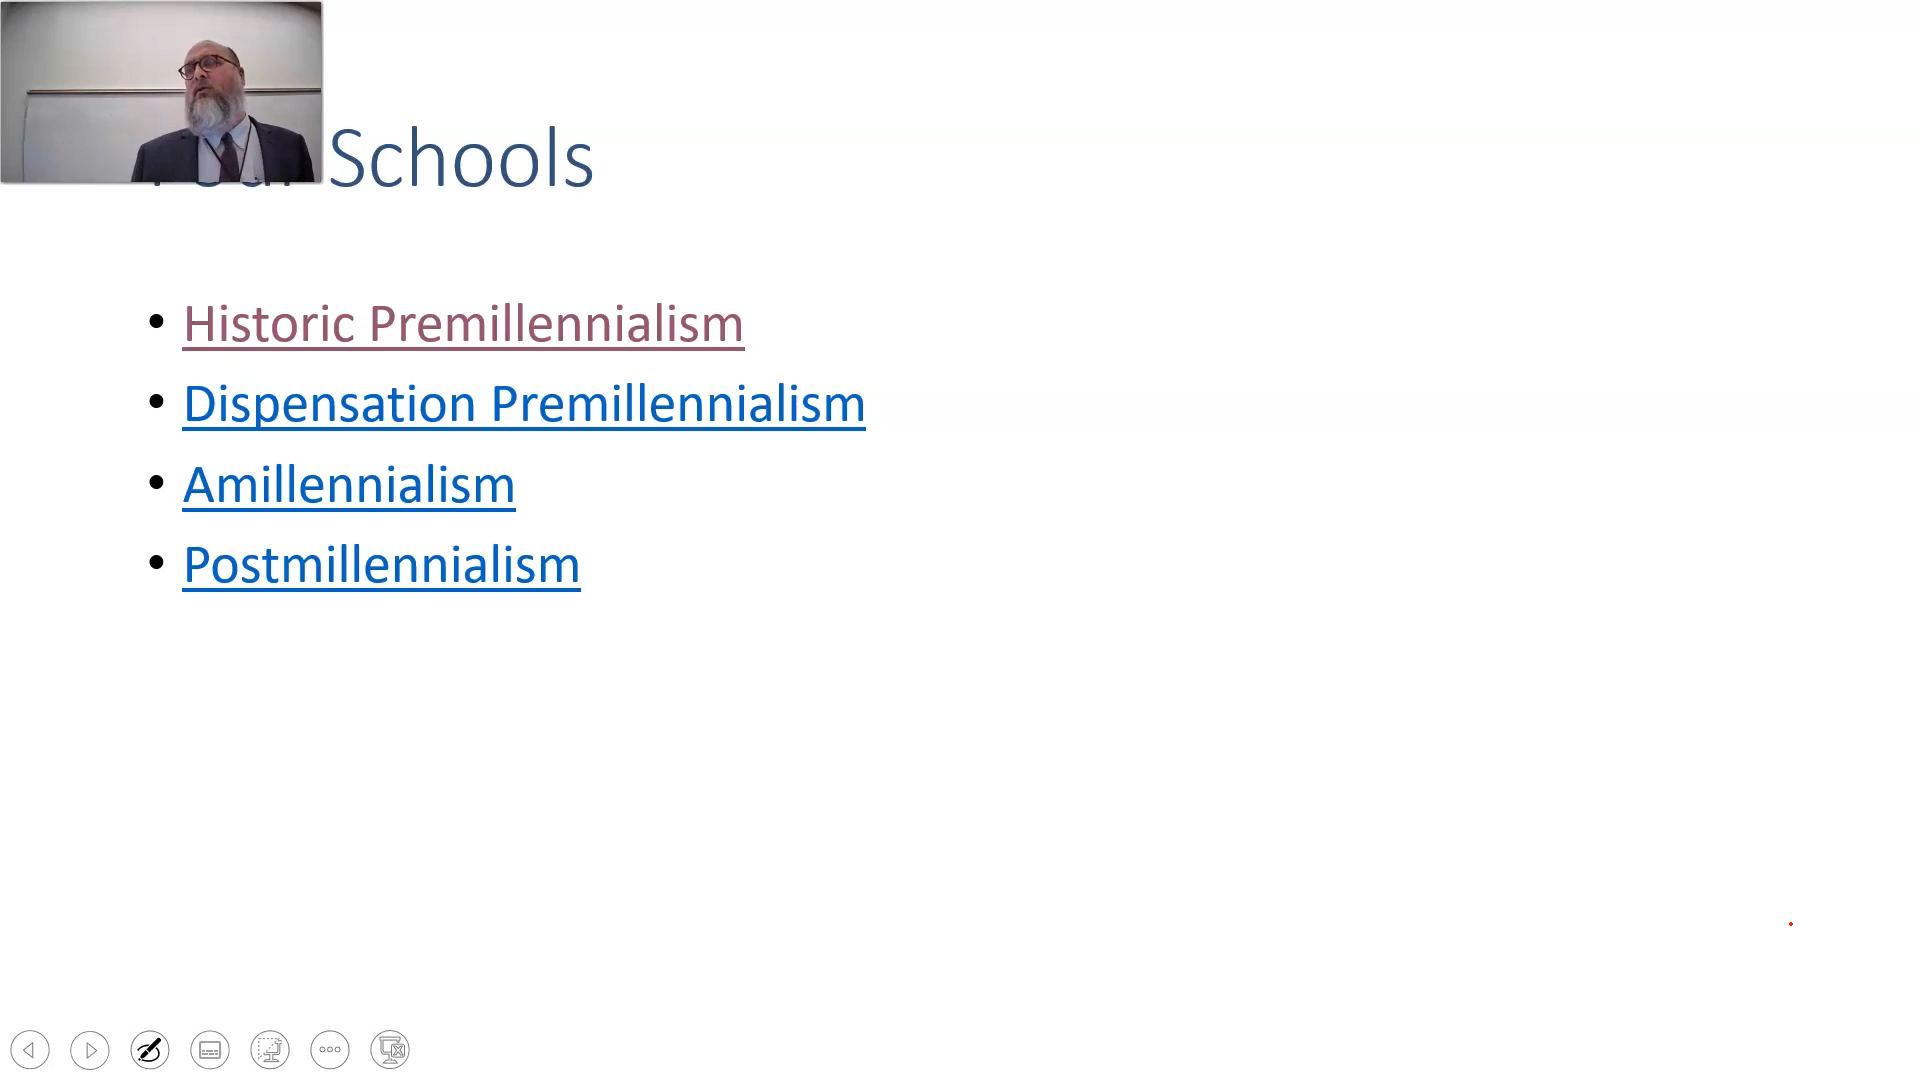 Schools
• Historic Premillennialism
• Dispensation Premillennialism
• Amillennialism
• Postmillennialism